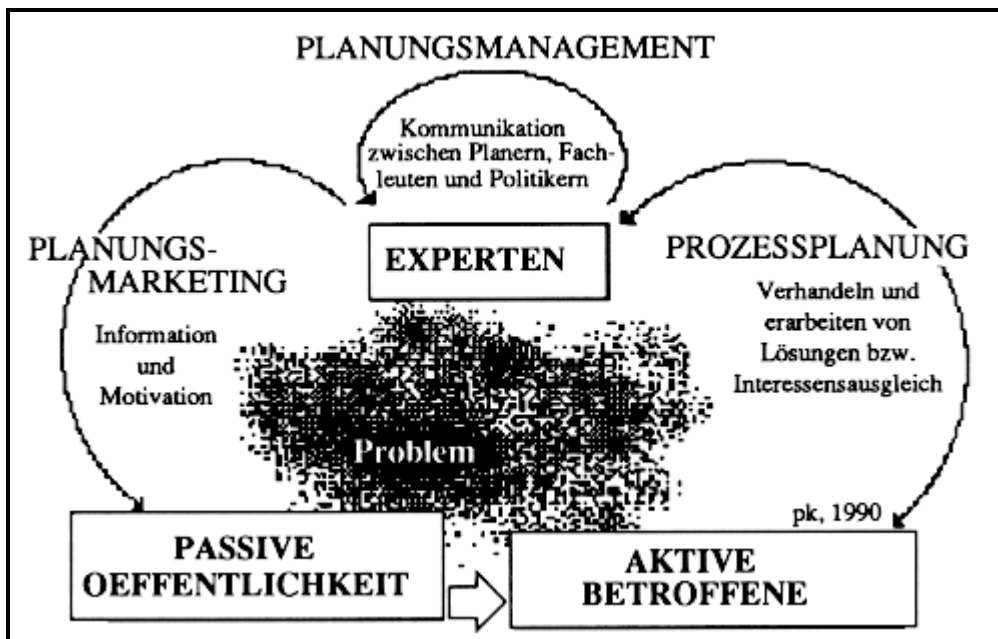 PLANUNGSMANAGEMENT
Kommunikation
zwischen Planern, Fach-
leuten und Politikern
PLANUNGS-
MARKETING
Information
und
Motivation
EXPERTEN
PROZESSPLANUNG
Verhandeln und
erarbeiten von
Lösungen bzw.
Interessensausgleich
Problem
pk, 1990
PASSIVE
OEFFENTLICHKEIT
AKTIVE
BETROFFENE